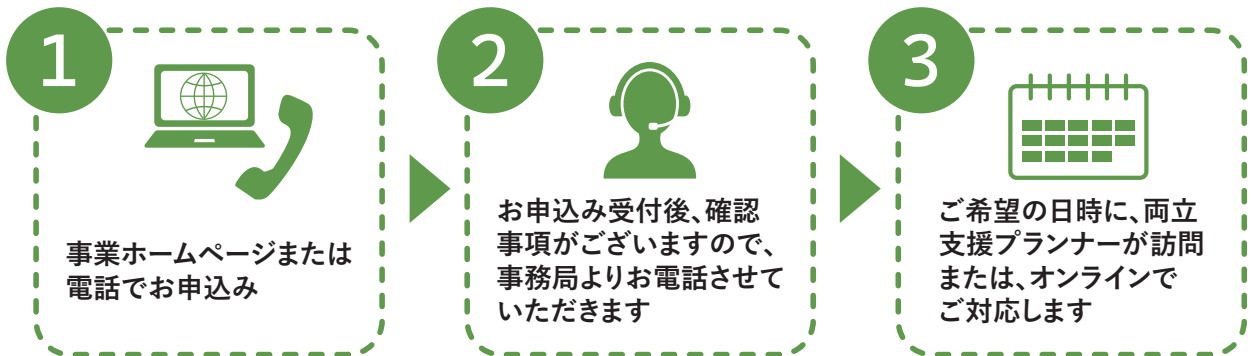 1
事業ホームページまたは
電話でお申込み
2
お申込み受付後、確認
事項がございますので、
事務局よりお電話させて
いただきます
3
ご希望の日時に、両立
支援プランナーが訪問
または、オンラインで
ご対応します